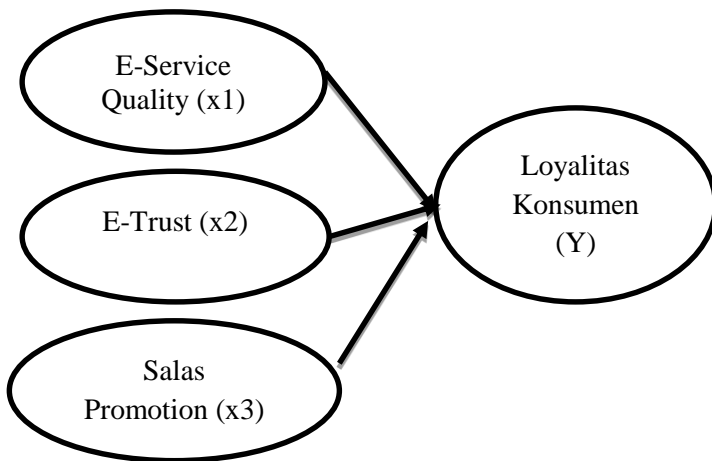 E-Service
Quality (x1)
E-Trust (x2)
Salas
Promotion (x3)
Loyalitas
Konsumen
(Y)